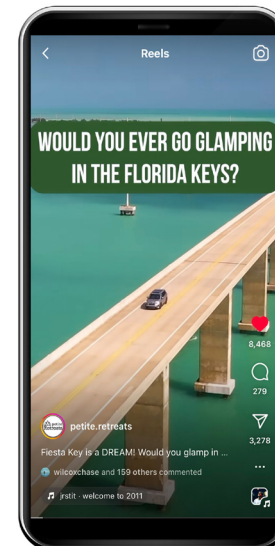 Reels
WOULD YOU EVER GO GLAMPING
IN THE FLORIDA KEYS?
8,468
279
3,278
petite.retreats
Fiesta Key is a DREAM! Would you glamp in ...
wilcoxchase and 159 others commented
jrstit - welcome to 2011